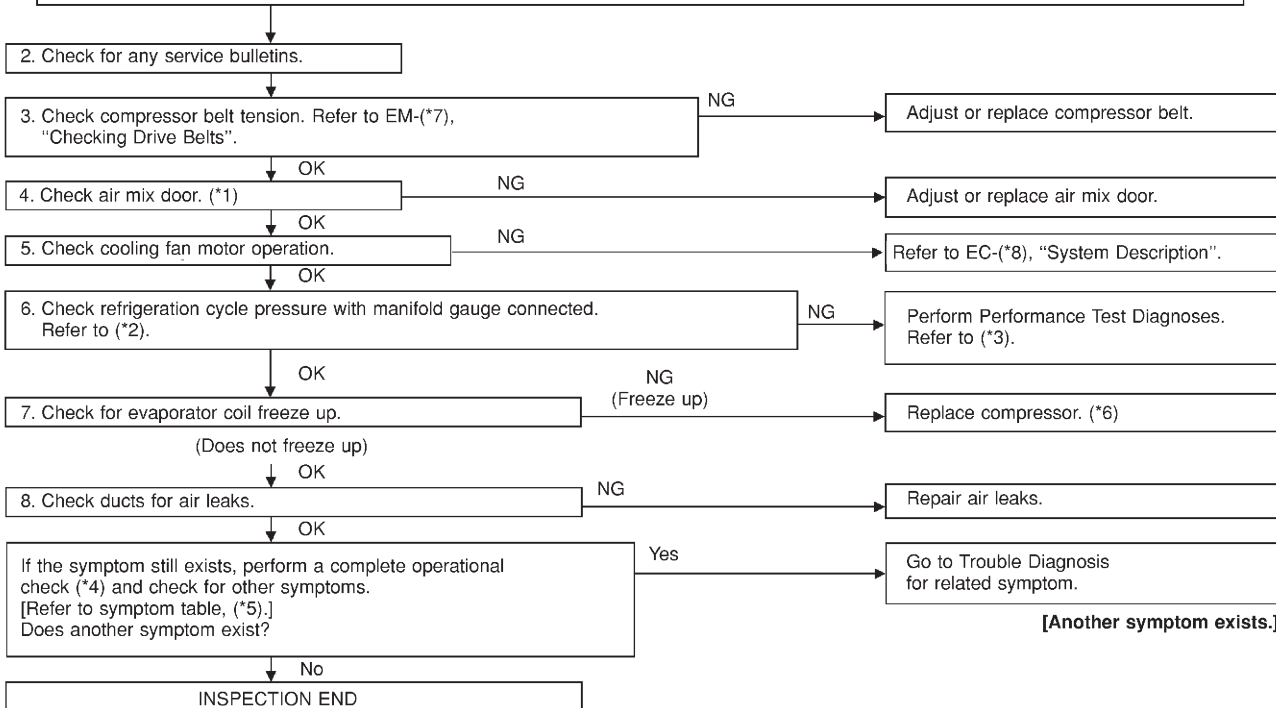 2. Check for any service bulletins.
3. Check compressor belt tension. Refer to EM-(*7),
“Checking Drive Belts”.
NG
Adjust or replace compressor belt.
OK
4. Check air mix door. (*1)
NG
Adjust or replace air mix door.
OK
5. Check cooling fan motor operation.
NG
Refer to EC-(*8), “System Description”.
OK
6. Check refrigeration cycle pressure with manifold gauge connected.
Refer to (*2).
NG
Perform Performance Test Diagnoses.
Refer to (*3).
OK
7. Check for evaporator coil freeze up.
NG
(Freeze up)
Replace compressor. (*6)
(Does not freeze up)
OK
8. Check ducts for air leaks.
NG
Repair air leaks.
OK
If the symptom still exists, perform a complete operational
check (*4) and check for other symptoms.
[Refer to symptom table, (*5).]
Does another symptom exist?
Yes
Go to Trouble Diagnosis
for related symptom.
[Another symptom exists.]
No
INSPECTION END